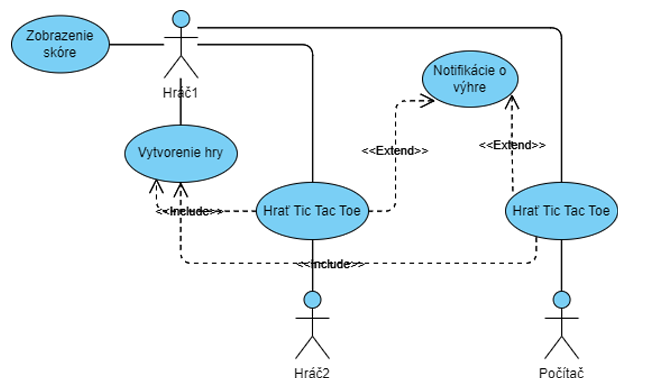 Zobrazenie
skóre
Hráč1
Notifikácie o
výhre
Vytvorenie hry
<<Extend>>
<<Extend>>
<<Include>>
Hrať Tic Tac Toe
Hrať Tic Tac Toe
<<Include>>
Hráč2
Počítač